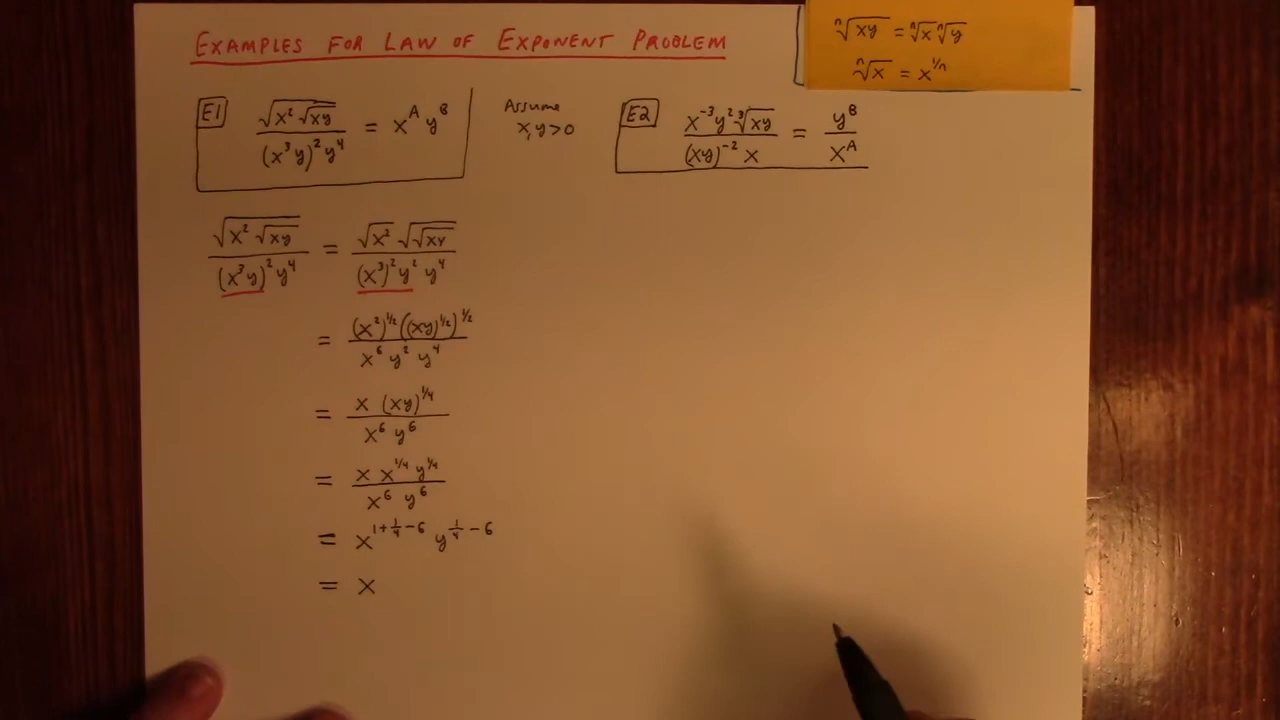 EXAMPLES FOR LAW OF EXPONENT PROBLEM
ⁿ√(xy) = ⁿ√x ⁿ√y
ⁿ√x = x^(1/n)
E1 √(x² √(xy)) / ((x³y)² y⁴) = x^A y^B
Assume
x, y > 0
E2 (x⁻³ y² ³√(xy)) / ((xy)⁻² x) = y^B / x^A
√(x² √(xy)) / ((x³y)² y⁴) = (√(x²) √(√(xy))) / ((x³)² y² y⁴)
= ((x²)^(1/2) ((xy)^(1/2))^(1/2)) / (x⁶ y² y⁴)
= (x (xy)^(1/4)) / (x⁶ y⁶)
= (x x^(1/4) y^(1/4)) / (x⁶ y⁶)
= x^(1+1/4−6) y^(1/4−6)
= x